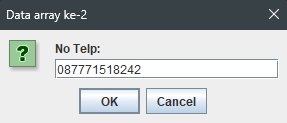 Data array ke-2
No Telp:
087771518242
OK
Cancel